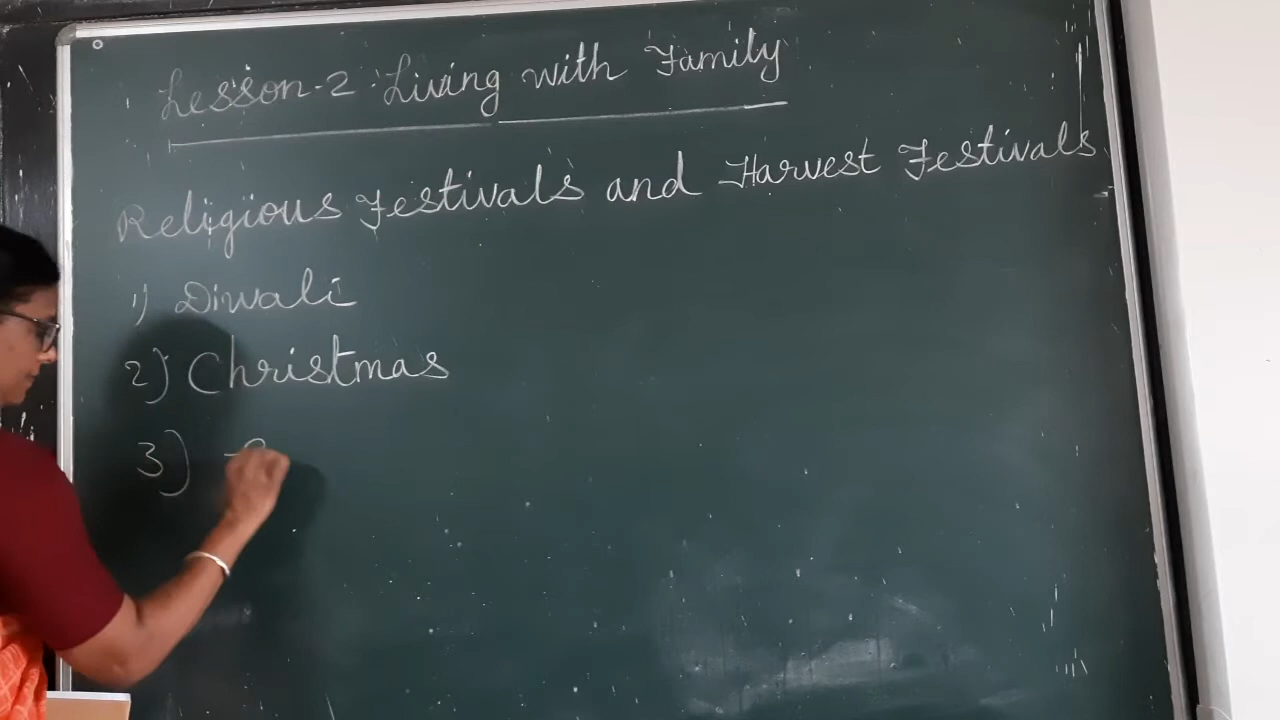 Lesson-2 : Living with Family
Religious Festivals and Harvest Festivals
1) Diwali
2) Christmas
3)